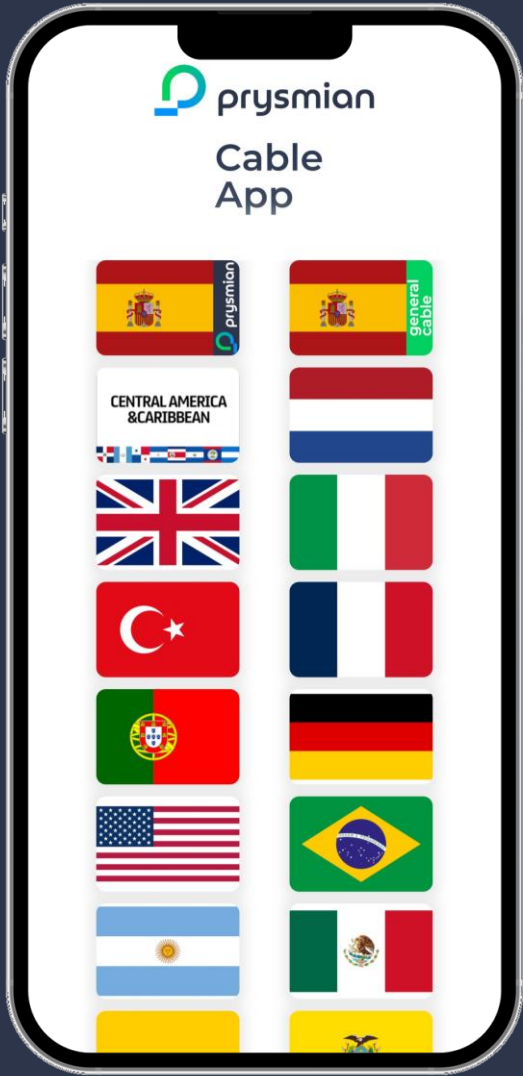 prysmian
Cable
App
prysmian
general
cable
CENTRAL AMERICA
&CARIBBEAN